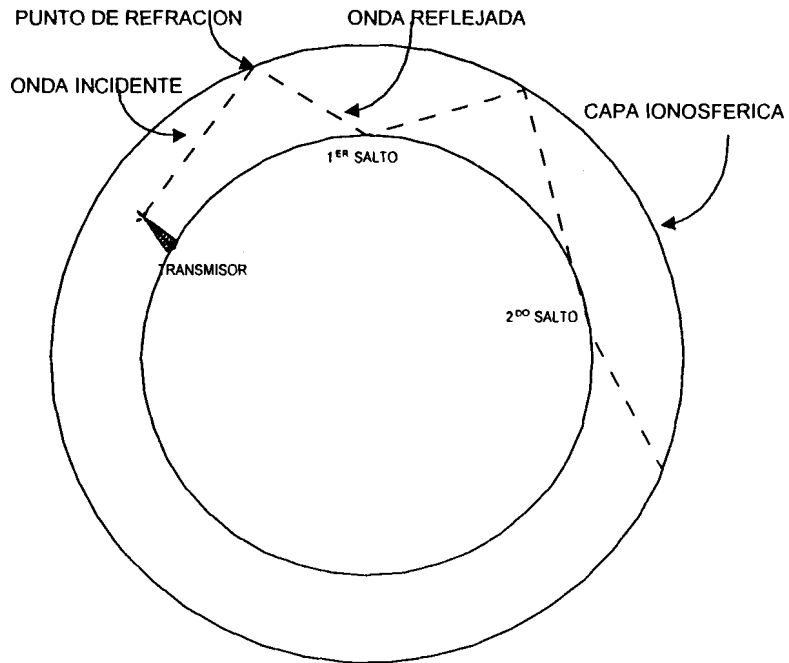 PUNTO DE REFRACION
ONDA REFLEJADA
ONDA INCIDENTE
CAPA IONOSFERICA
1ER SALTO
TRANSMISOR
2DO SALTO